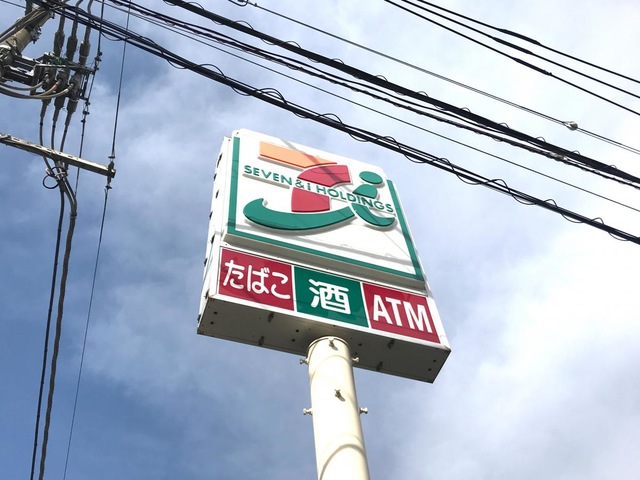 SEVEN & i HOLDINGS
たばこ
酒
ATM